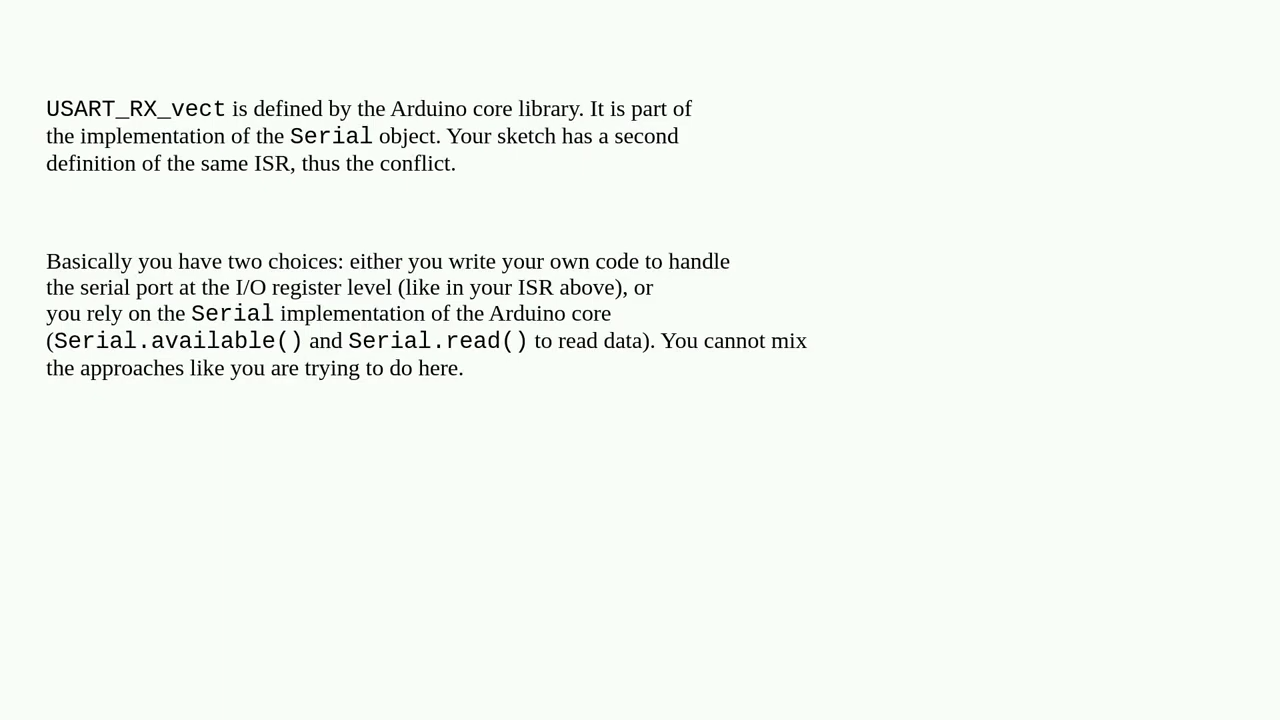 USART_RX_vect is defined by the Arduino core library. It is part of
the implementation of the Serial object. Your sketch has a second
definition of the same ISR, thus the conflict.
Basically you have two choices: either you write your own code to handle
the serial port at the I/O register level (like in your ISR above), or
you rely on the Serial implementation of the Arduino core
(Serial.available() and Serial.read() to read data). You cannot mix
the approaches like you are trying to do here.